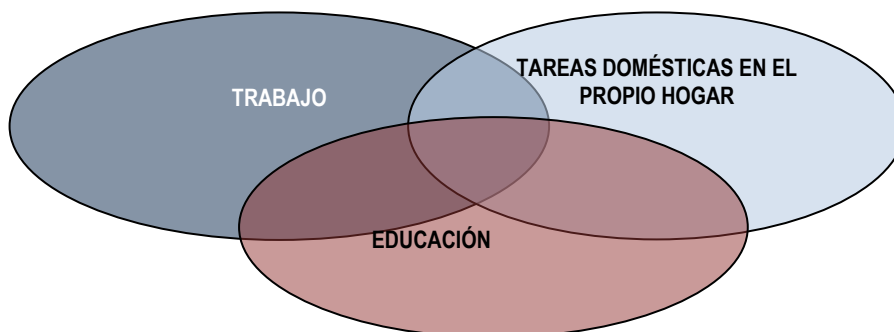 TRABAJO
TAREAS DOMÉSTICAS EN EL
PROPIO HOGAR
EDUCACIÓN